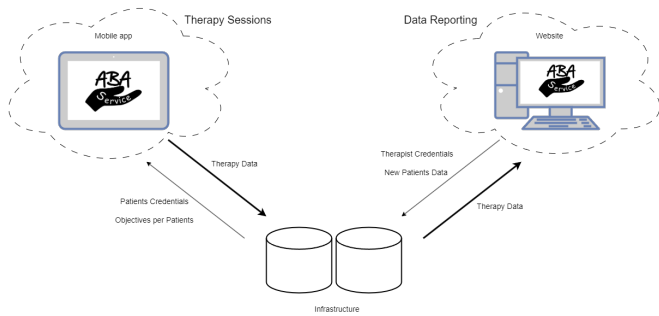 Therapy Sessions
Data Reporting
Mobile app
Website
ABA
Service
ABA
Service
Therapy Data
Therapist Credentials
New Patients Data
Patients Credentials
Objectives per Patients
Therapy Data
Infrastructure